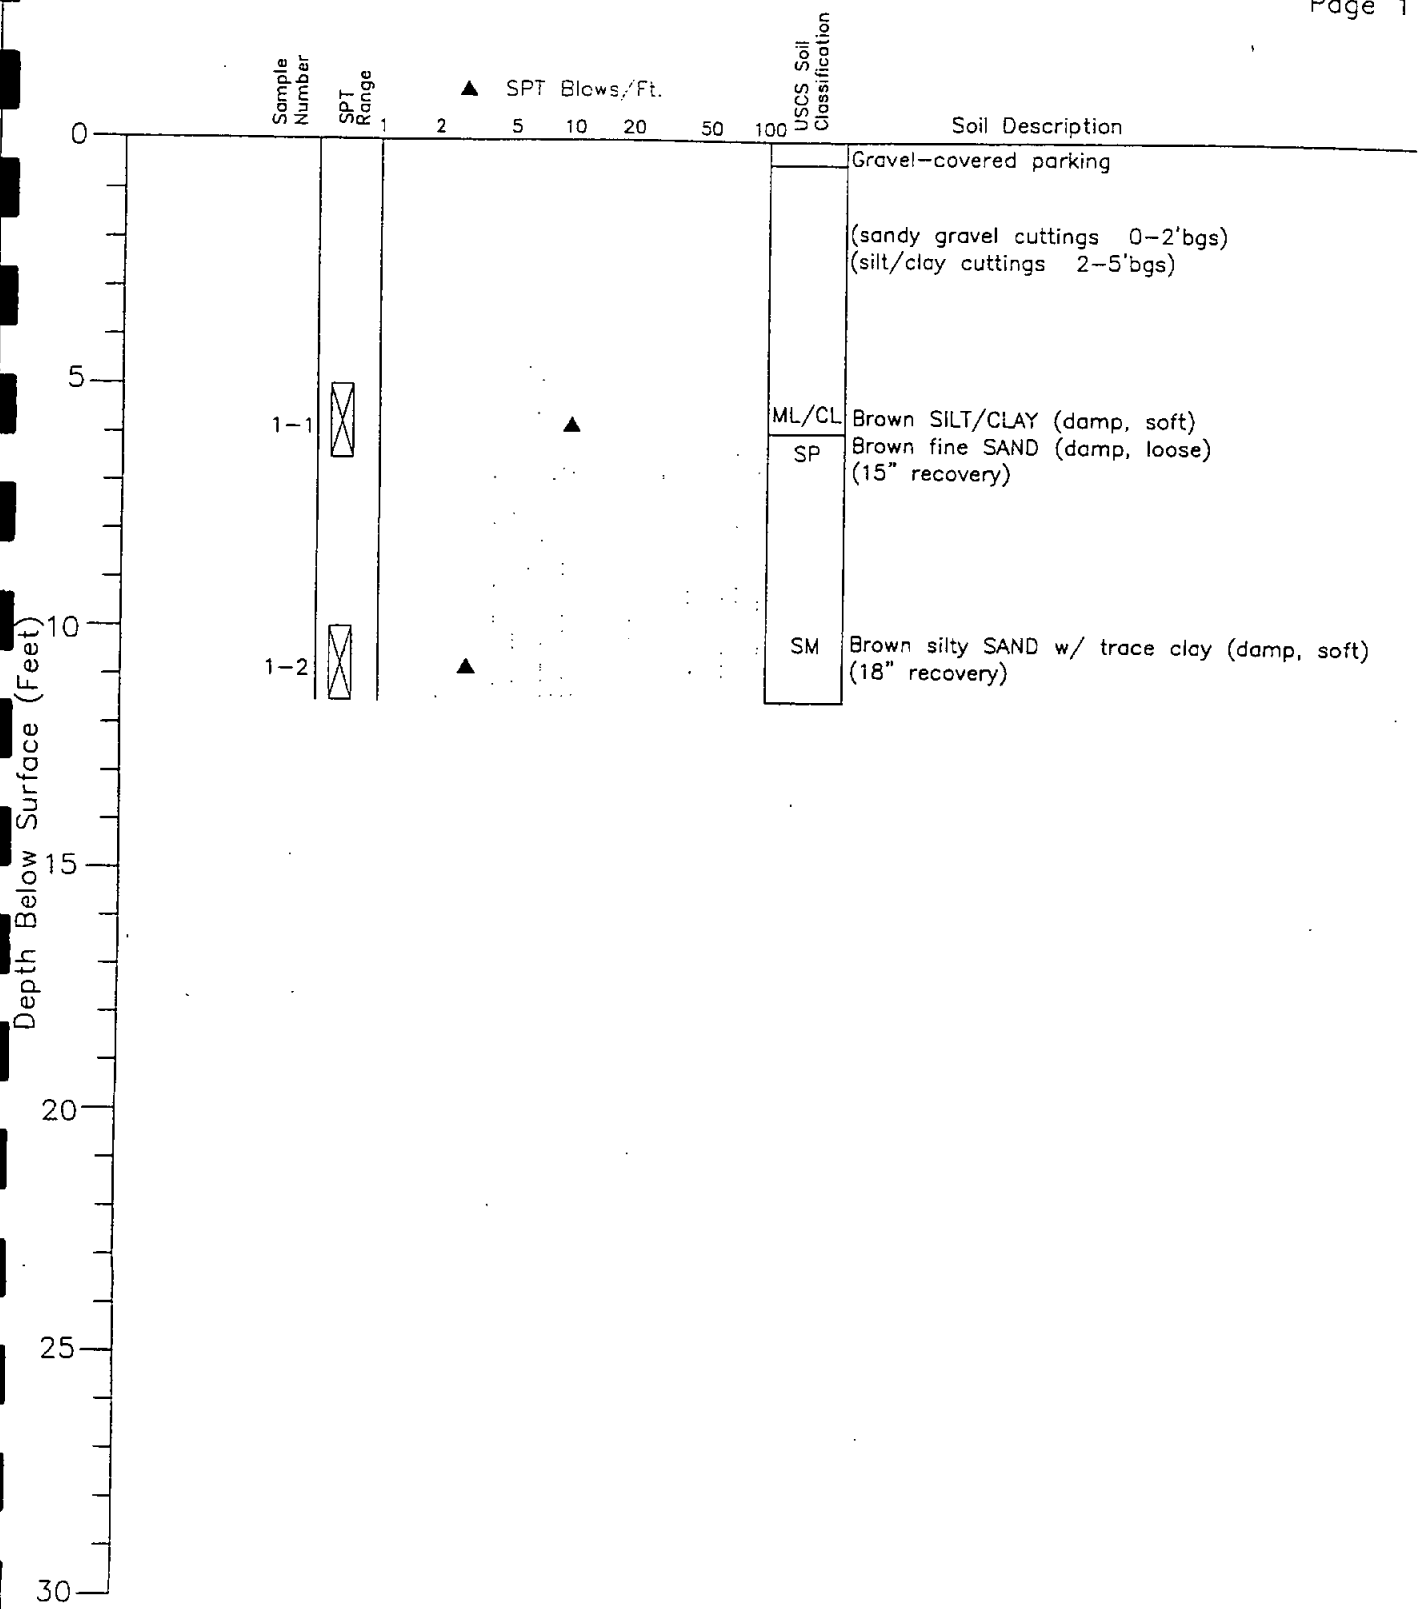 Page 1
Sample
Number
SPT
Range
▲ SPT Blows/Ft.
USCS Soil
Classification
1 2 5 10 20 50 100
Soil Description
0
Gravel-covered parking
(sandy gravel cuttings 0-2'bgs)
(silt/clay cuttings 2-5'bgs)
5
1-1
ML/CL
Brown SILT/CLAY (damp, soft)
SP
Brown fine SAND (damp, loose)
(15" recovery)
10
1-2
SM
Brown silty SAND w/ trace clay (damp, soft)
(18" recovery)
Depth Below Surface (Feet)
15
20
25
30